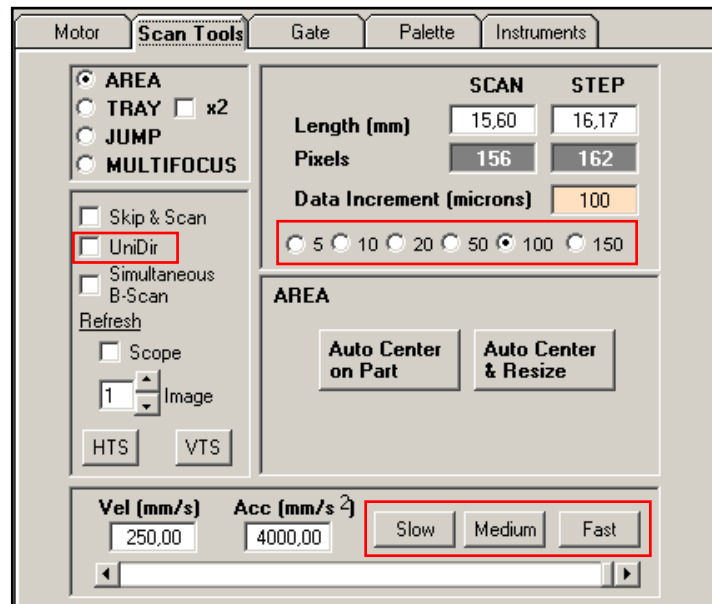 Motor Scan Tools Gate Palette Instruments
AREA
TRAY x2
JUMP
MULTIFOCUS
SCAN STEP
Length (mm) 15,60 16,17
Pixels 156 162
Data Increment (microns) 100
5 10 20 50 100 150
Skip & Scan
UniDir
Simultaneous
B-Scan
Refresh
Scope
1 Image
HTS VTS
AREA
Auto Center
on Part
Auto Center
& Resize
Vel (mm/s) Acc (mm/s 2)
250,00 4000,00 Slow Medium Fast